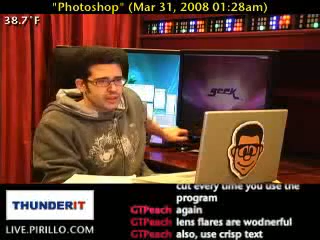 "Photoshop" (Mar 31, 2008 01:28am)
38.7°F
geek
cut every time you use the
program
GTPeach again
GTPeach lens flares are wodnerful
GTPeach also, use crisp text
THUNDERIT
LIVE.PIRILLO.COM